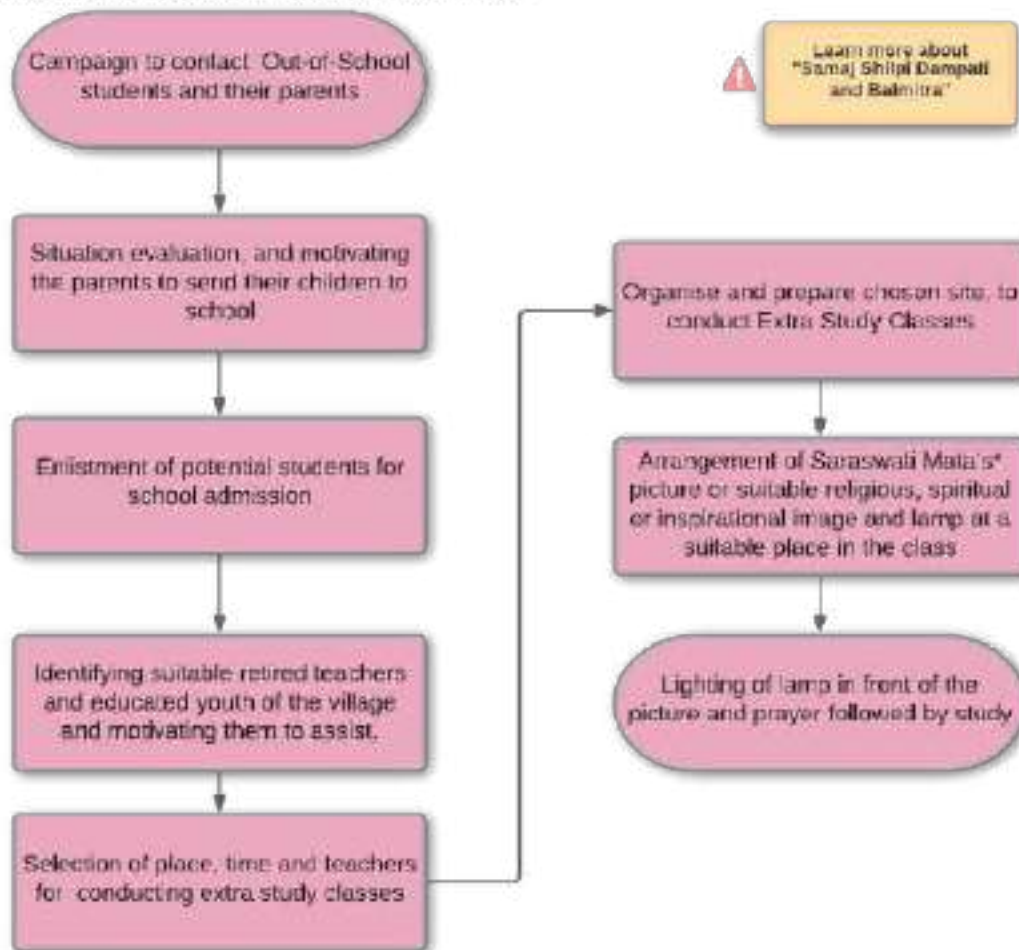 Campaign to contact Out-of-School
students and their parents
Situation evaluation, and motivating
the parents to send their children to
school
Enlistment of potential students for
school admission
Identifying suitable retired teachers
and educated youth of the village
and motivating them to assist.
Selection of place, time and teachers
for conducting extra study classes
Learn more about
"Samaj Shilpi Dampati
and Balmitra"
Organise and prepare chosen site, to
conduct Extra Study Classes
Arrangement of Saraswati Mata's*
picture or suitable religious, spiritual
or inspirational image and lamp at a
suitable place in the class
Lighting of lamp in front of the
picture and prayer followed by study